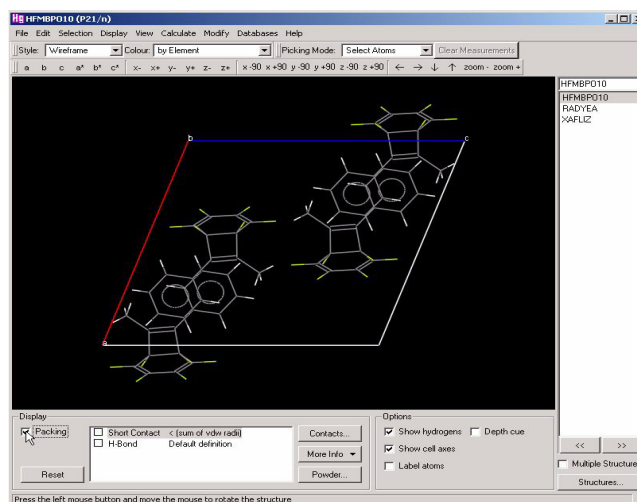 HFMBPO10 (P21/n)
File Edit Selection Display View Calculate Modify Databases Help
Style: Wireframe Colour: by Element Picking Mode: Select Atoms Clear Measurements
a b c a* b* c* x- x+ y- y+ z- z+ x-90 x+90 y-90 y+90 z-90 z+90 ← → ↓ ↑ zoom- zoom+
HFMBPO10
HFMBPO10
RADYEA
XAFLIZ
b
c
a
Display
Packing
Short Contact < (sum of vdw radii)
H-Bond Default definition
Contacts...
More Info
Powder...
Reset
Options
Show hydrogens Depth cue
Show cell axes
Label atoms
<< >>
Multiple Structure
Structures...
Press the left mouse button and move the mouse to rotate the structure